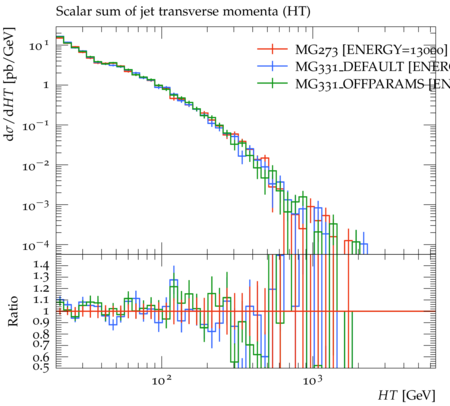 Scalar sum of jet transverse momenta (HT)
dσ/dHT [pb/GeV]
10¹
1
10⁻¹
10⁻²
10⁻³
10⁻⁴
MG273 [ENERGY=13000]
MG331_DEFAULT [ENERG
MG331_OFFPARAMS [EN
Ratio
1.4
1.3
1.2
1.1
1
0.9
0.8
0.7
0.6
0.5
10²
10³
HT [GeV]